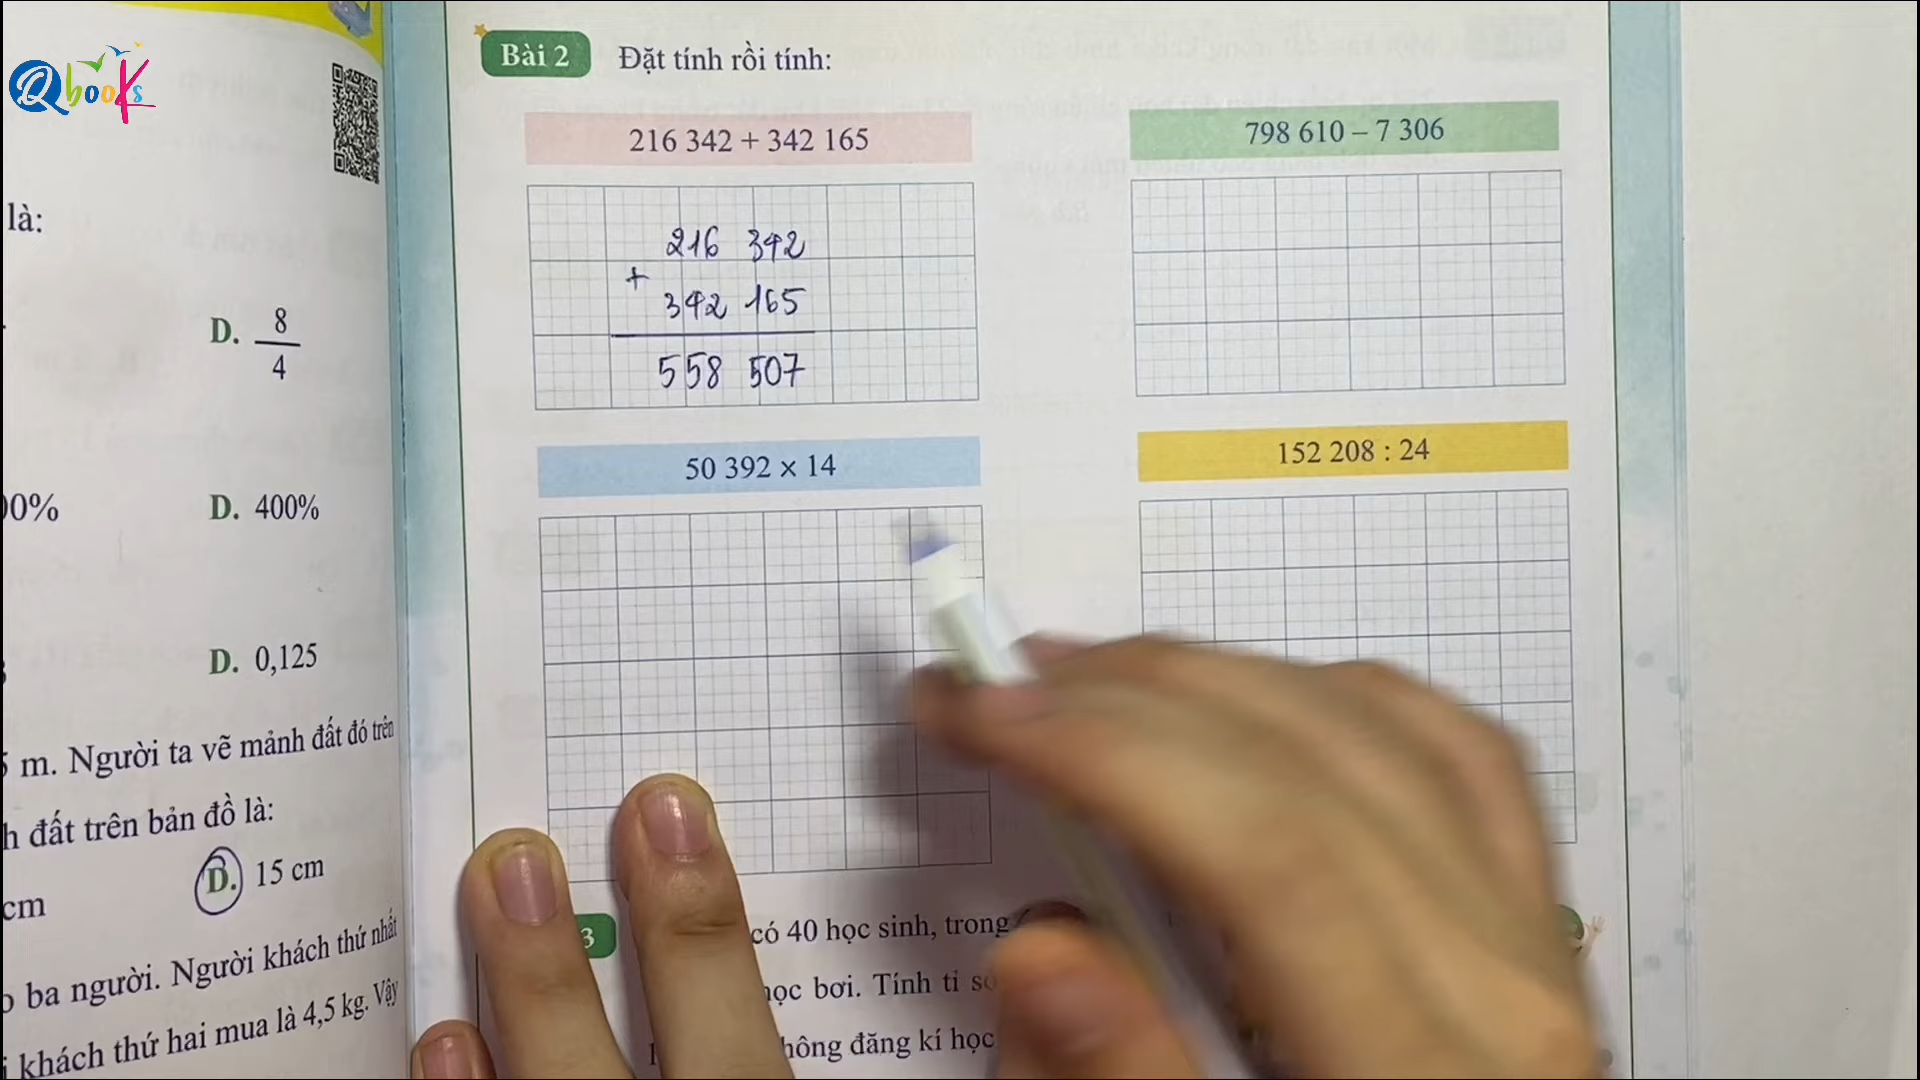 Qbooks
là:
D. 8/4
00%
D. 400%
D. 0,125
5 m. Người ta vẽ mảnh đất đó trên
h đất trên bản đồ là:
cm
D. 15 cm
ba người. Người khách thứ nhất
khách thứ hai mua là 4,5 kg. Vậy
Bài 2 Đặt tính rồi tính:
216 342 + 342 165
216 342
+
342 165
558 507
798 610 – 7 306
50 392 × 14
152 208 : 24
3 có 40 học sinh, trong
học bơi. Tính tỉ số
không đăng kí học